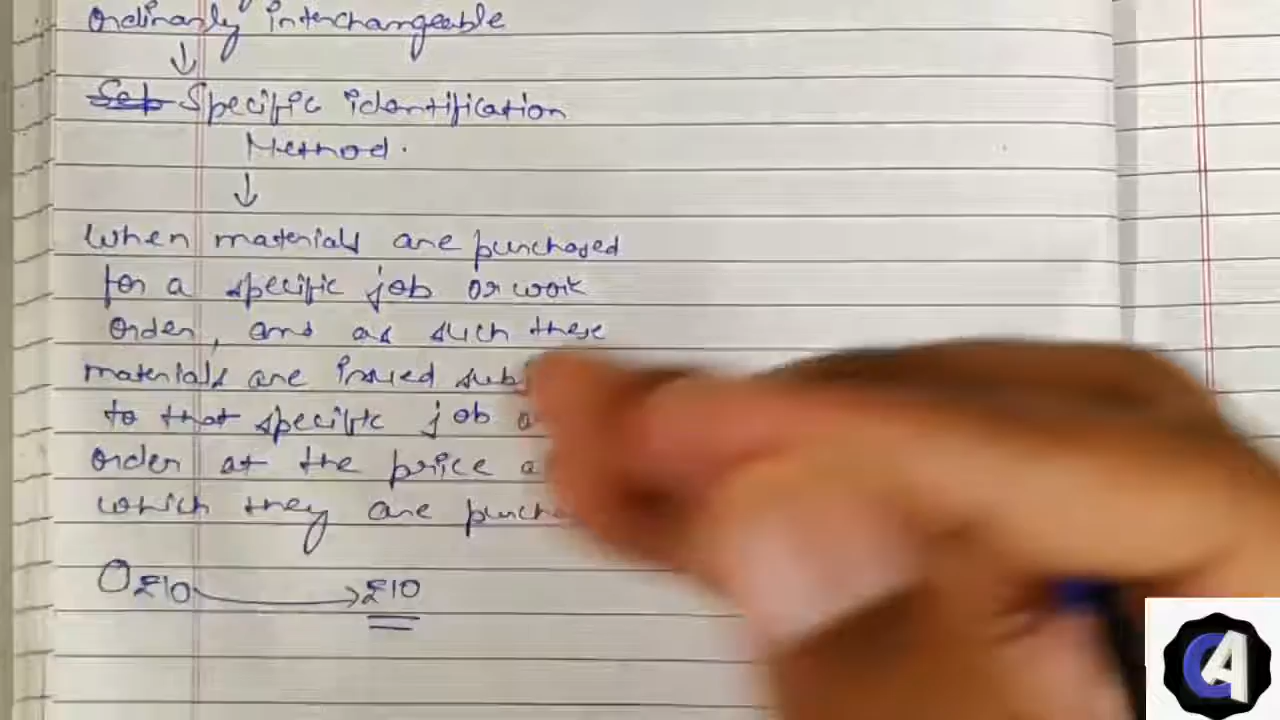 ordinarily interchangeable
↓
Specific identification
Method.
↓
When materials are purchased
for a specific job or work
order, and as such these
materials are issued
to that specific job
order at the price
which they are
£10 → £10
CA